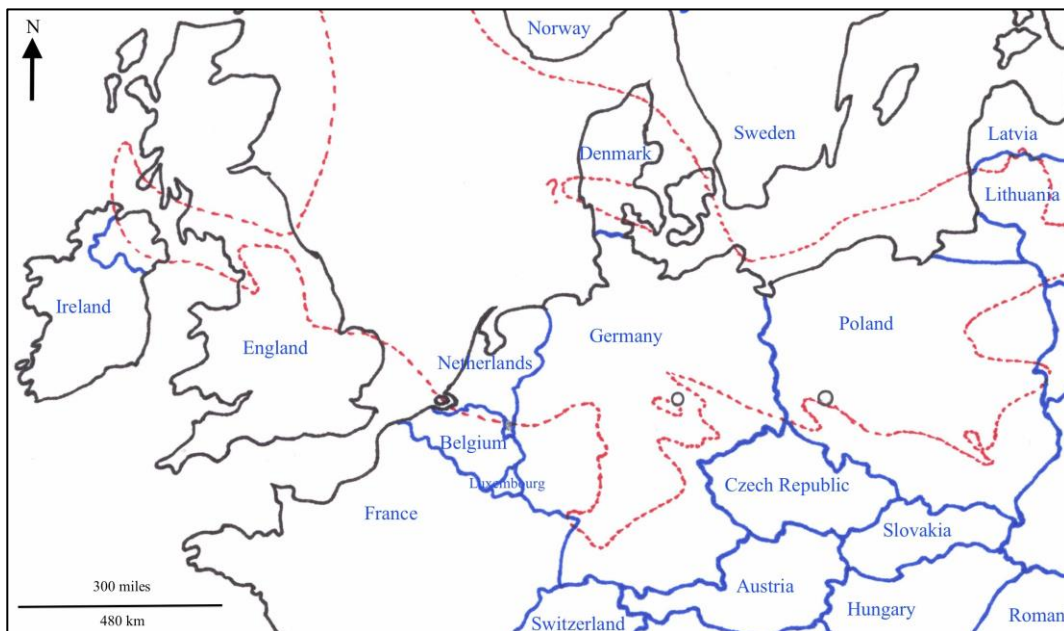 N
Norway
Sweden
Denmark
Latvia
Lithuania
?
Ireland
England
Netherlands
Germany
Poland
Belgium
Luxembourg
Czech Republic
France
Slovakia
Austria
Hungary
Roman
Switzerland
300 miles
480 km